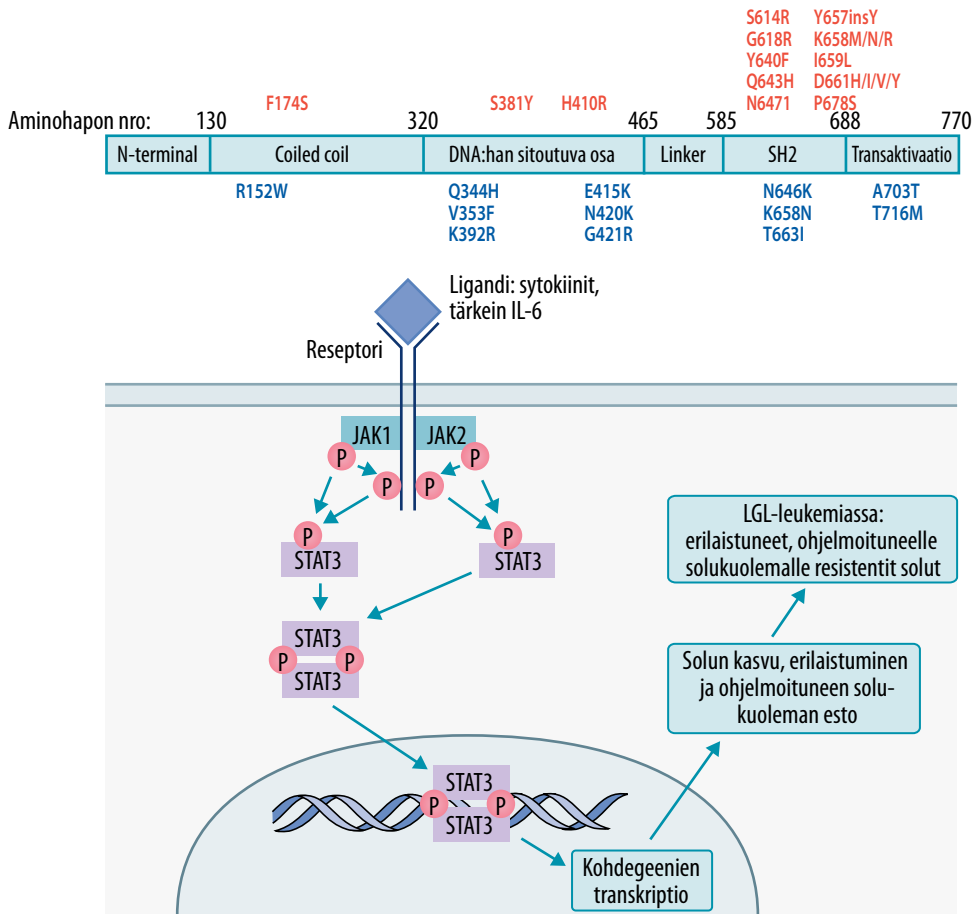 S614R Y657insY
G618R K658M/N/R
Y640F I659L
Q643H D661H/I/V/Y
F174S S381Y H410R N6471 P678S
Aminohapon nro: 130 320 465 585 688 770
N-terminal Coiled coil DNA:han sitoutuva osa Linker SH2 Transaktivaatio
R152W Q344H E415K N646K A703T
V353F N420K K658N T716M
K392R G421R T663I
Ligandi: sytokiinit,
tärkein IL-6
Reseptori
JAK1 JAK2
P P
P P
P P
STAT3 STAT3
STAT3
P P
STAT3
LGL-leukemiassa:
erilaistuneet, ohjelmoituneelle
solukuolemalle resistentit solut
Solun kasvu, erilaistuminen
ja ohjelmoituneen solu-
kuoleman esto
STAT3
P P
STAT3
Kohdegeenien
transkriptio